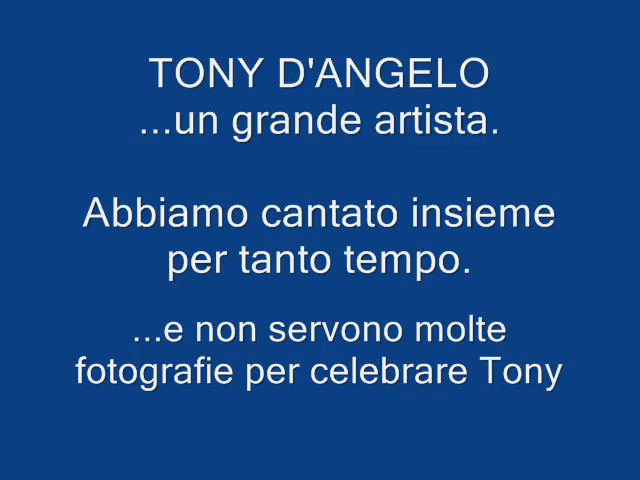 TONY D'ANGELO
...un grande artista.
Abbiamo cantato insieme
per tanto tempo.
...e non servono molte
fotografie per celebrare Tony